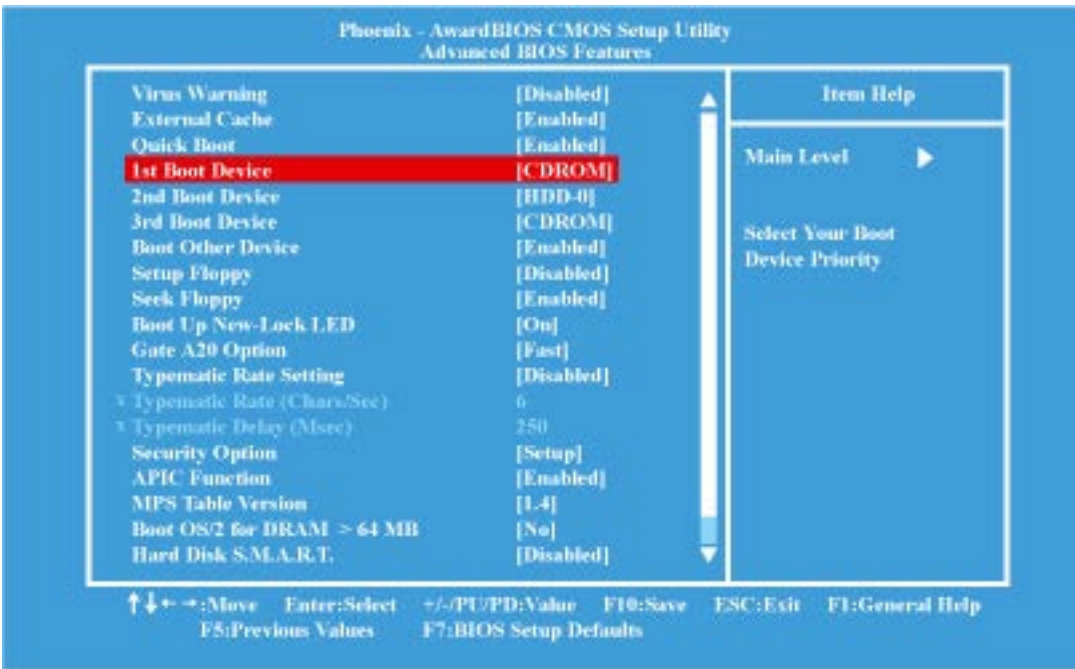 Phoenix - AwardBIOS CMOS Setup Utility
Advanced BIOS Features
Virus Warning [Disabled]
External Cache [Enabled]
Quick Boot [Enabled]
1st Boot Device [CDROM]
2nd Boot Device [HDD-0]
3rd Boot Device [CDROM]
Boot Other Device [Enabled]
Setup Floppy [Disabled]
Seek Floppy [Enabled]
Boot Up New-Lock LED [On]
Gate A20 Option [Fast]
Typematic Rate Setting [Disabled]
x Typematic Rate (Chars/Sec) 6
x Typematic Delay (Msec) 250
Security Option [Setup]
APIC Function [Enabled]
MPS Table Version [1.4]
Boot OS/2 for DRAM > 64 MB [No]
Hard Disk S.M.A.R.T. [Disabled]
Item Help
Main Level ▶
Select Your Boot
Device Priority
↑↓←→:Move Enter:Select +/-/PU/PD:Value F10:Save ESC:Exit F1:General Help
F5:Previous Values F7:BIOS Setup Defaults